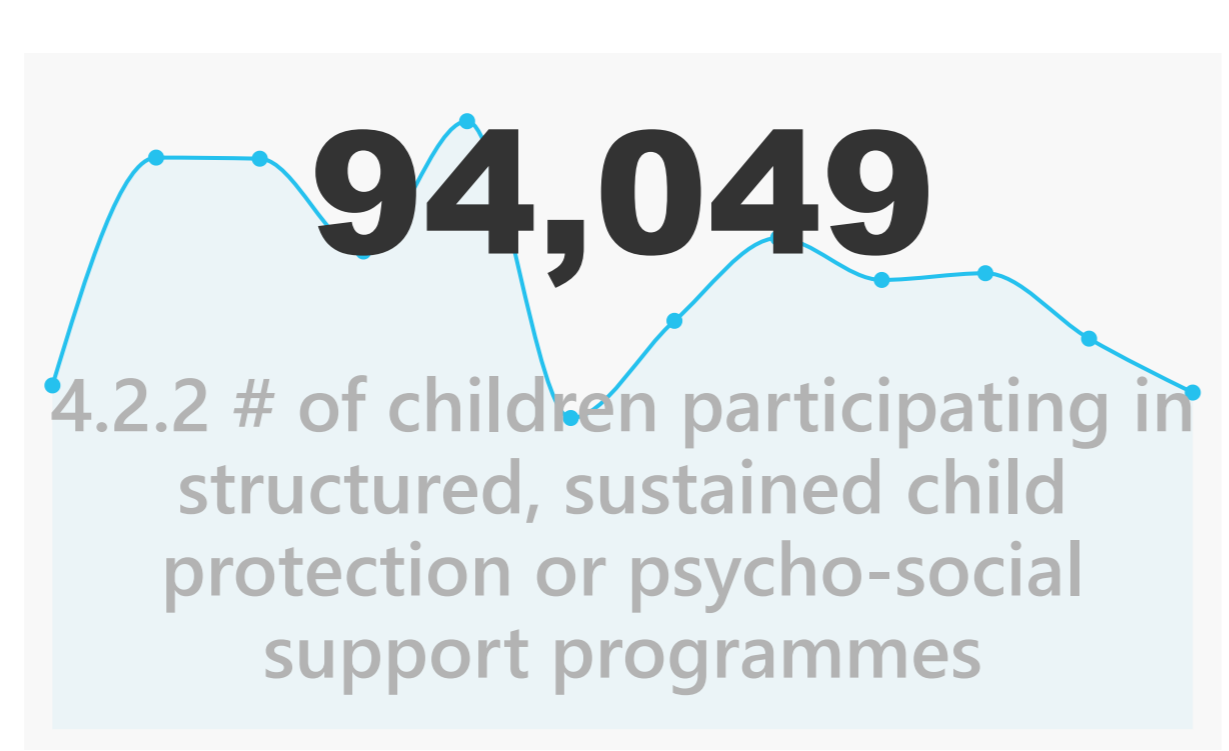 94,049
4.2.2 # of children participating in
structured, sustained child
protection or psycho-social
support programmes